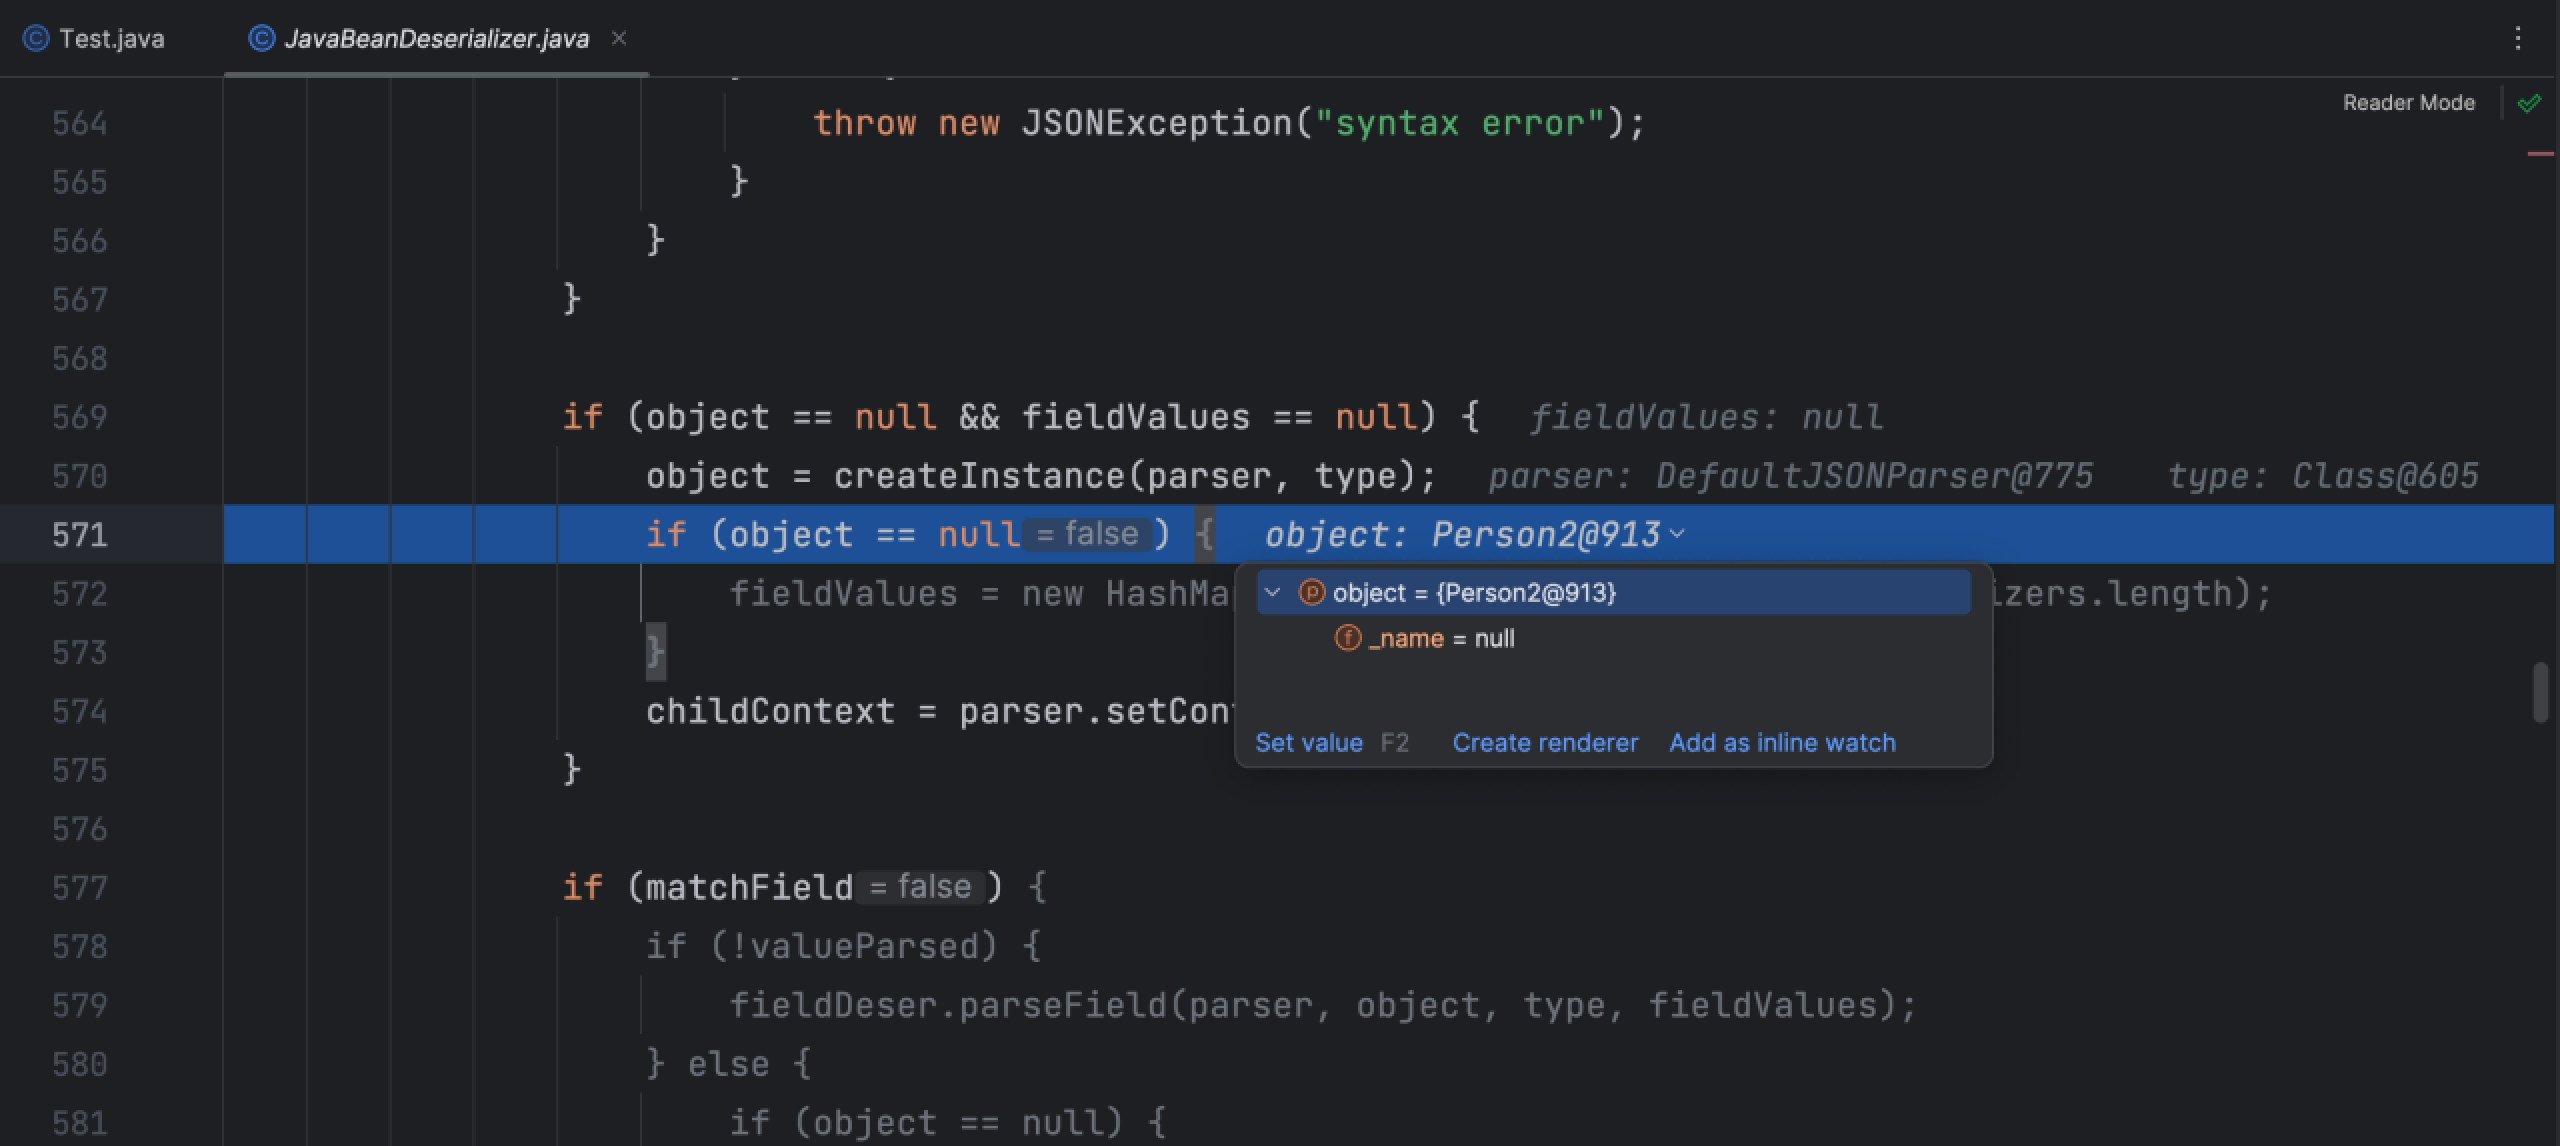 Test.java JavaBeanDeserializer.java
Reader Mode
564 throw new JSONException("syntax error");
565 }
566 }
567 }
568
569 if (object == null && fieldValues == null) { fieldValues: null
570 object = createInstance(parser, type); parser: DefaultJSONParser@775 type: Class@605
571 if (object == null = false ) { object: Person2@913
572 fieldValues = new HashMa izers.length);
object = {Person2@913}
_name = null
573 }
574 childContext = parser.setCon
Set value F2 Create renderer Add as inline watch
575 }
576
577 if (matchField = false ) {
578 if (!valueParsed) {
579 fieldDeser.parseField(parser, object, type, fieldValues);
580 } else {
581 if (object == null) {